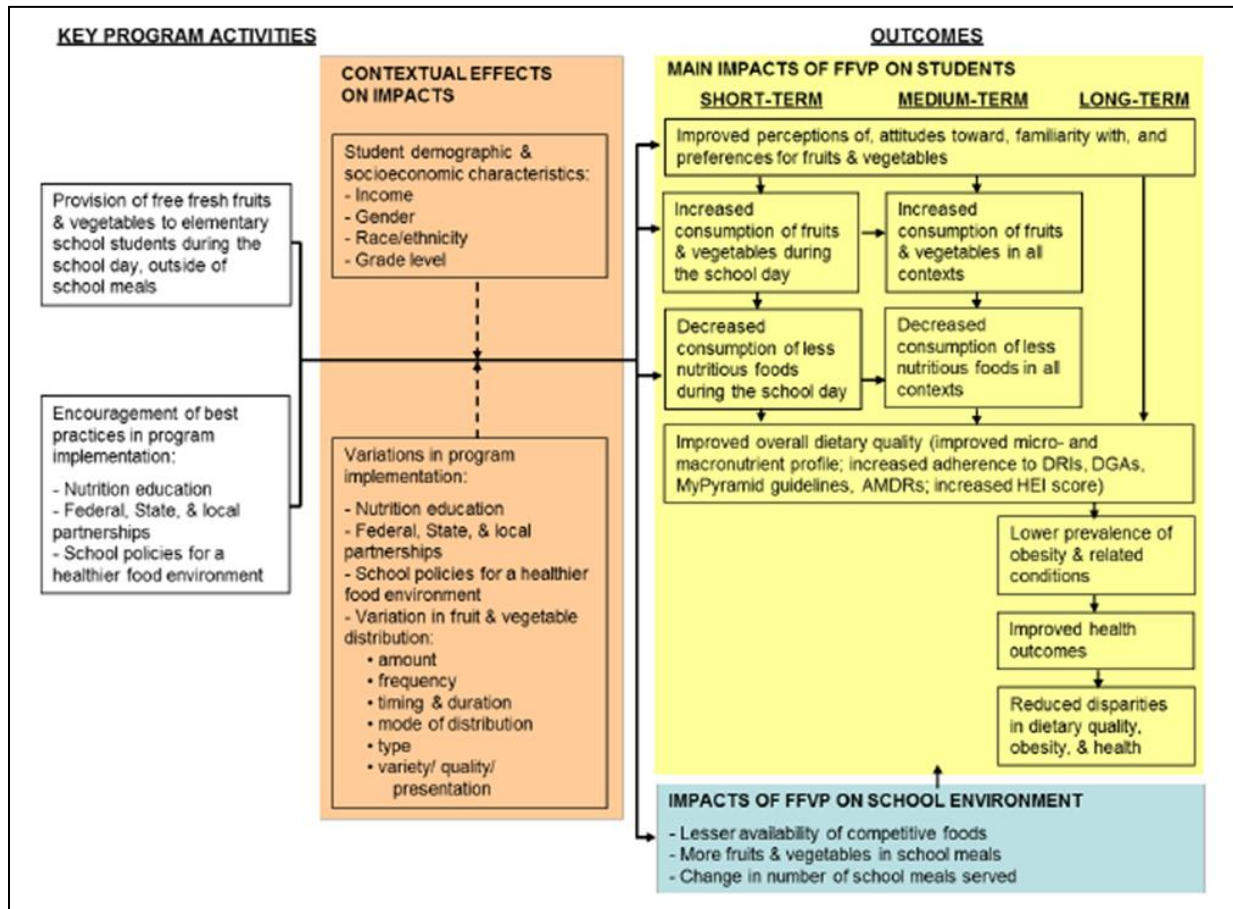 KEY PROGRAM ACTIVITIES
Provision of free fresh fruits
& vegetables to elementary
school students during the
school day, outside of
school meals
Encouragement of best
practices in program
implementation:
- Nutrition education
- Federal, State, & local
partnerships
- School policies for a
healthier food environment
CONTEXTUAL EFFECTS
ON IMPACTS
Student demographic &
socioeconomic characteristics:
- Income
- Gender
- Race/ethnicity
- Grade level
Variations in program
implementation:
- Nutrition education
- Federal, State, & local
partnerships
- School policies for a healthier
food environment
- Variation in fruit & vegetable
distribution:
• amount
• frequency
• timing & duration
• mode of distribution
• type
• variety/ quality/
presentation
OUTCOMES
MAIN IMPACTS OF FFVP ON STUDENTS
SHORT-TERM
MEDIUM-TERM
LONG-TERM
Improved perceptions of, attitudes toward, familiarity with, and
preferences for fruits & vegetables
Increased
consumption of fruits
& vegetables during
the school day
Increased
consumption of fruits
& vegetables in all
contexts
Decreased
consumption of less
nutritious foods
during the school day
Decreased
consumption of less
nutritious foods in all
contexts
Improved overall dietary quality (improved micro- and
macronutrient profile; increased adherence to DRIs, DGAs,
MyPyramid guidelines, AMDRs; increased HEI score)
Lower prevalence of
obesity & related
conditions
Improved health
outcomes
Reduced disparities
in dietary quality,
obesity, & health
IMPACTS OF FFVP ON SCHOOL ENVIRONMENT
- Lesser availability of competitive foods
- More fruits & vegetables in school meals
- Change in number of school meals served